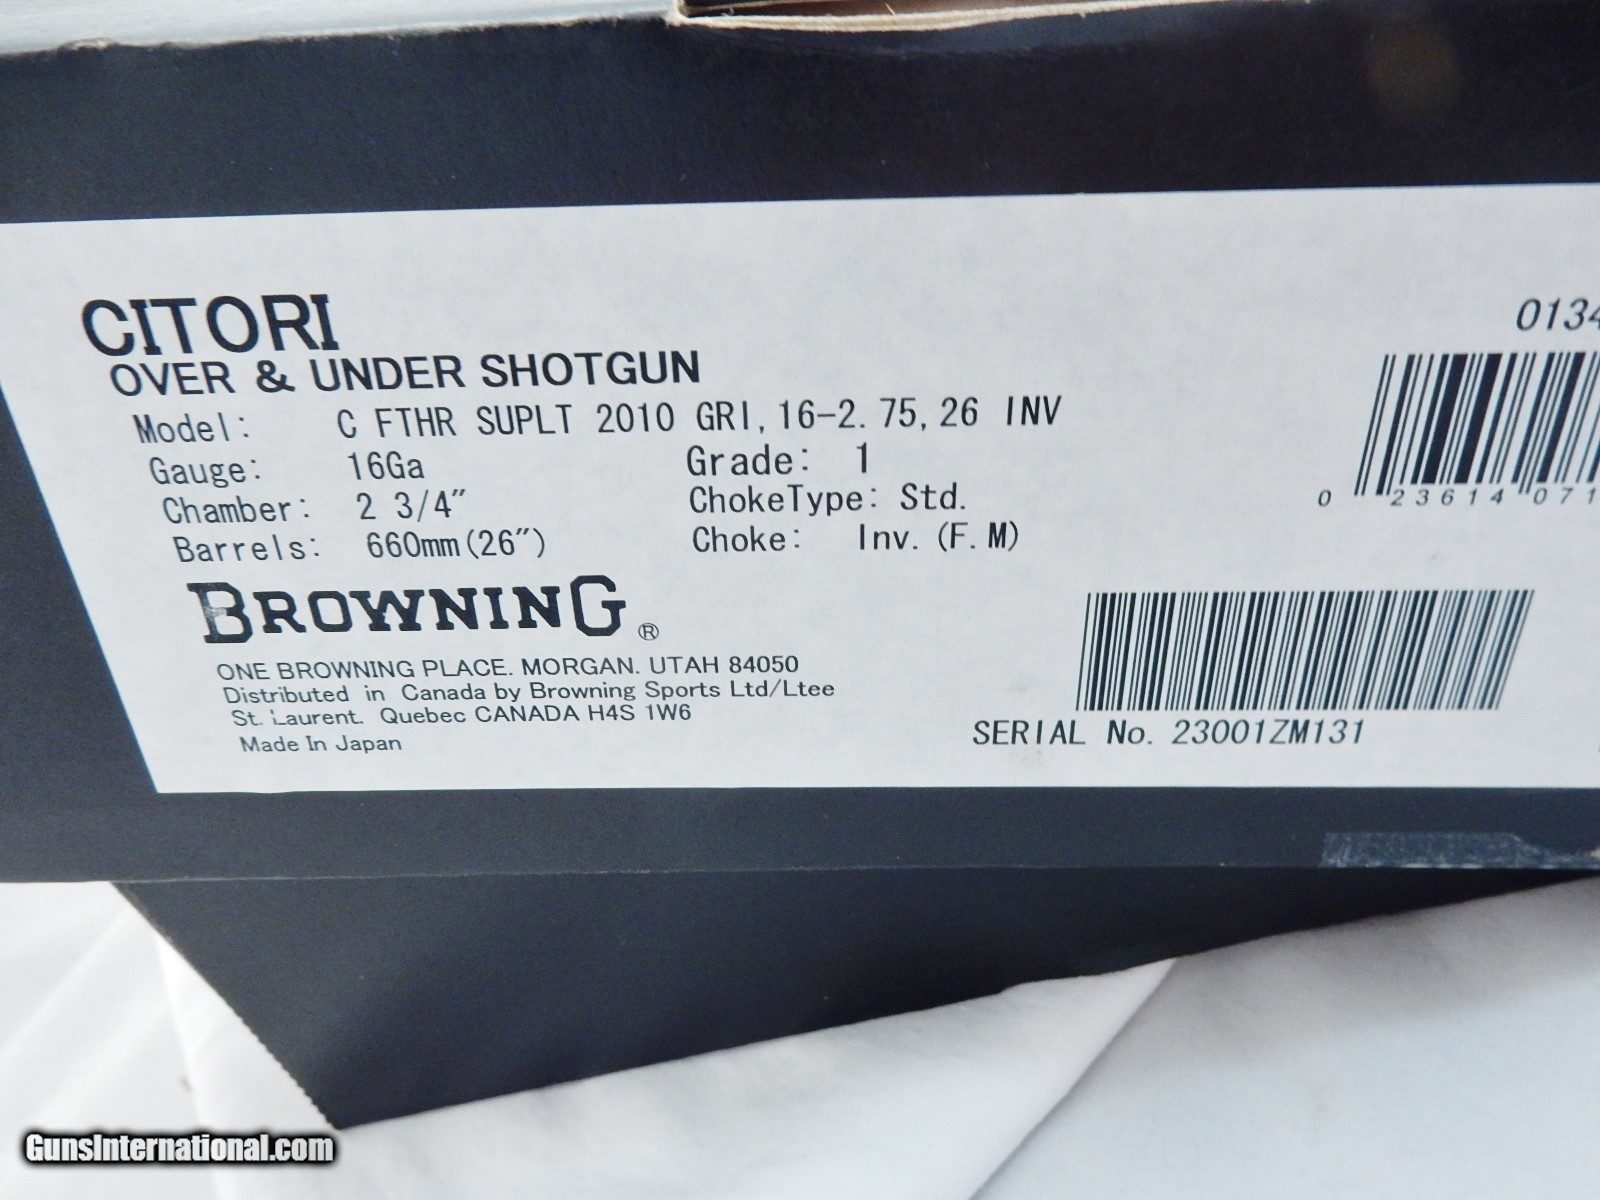 CITORI
OVER & UNDER SHOTGUN
Model: C FTHR SUPLT 2010 GRI,16-2.75,26 INV
Gauge: 16Ga Grade: 1
Chamber: 2 3/4" ChokeType: Std.
Barrels: 660mm(26") Choke: Inv.(F.M)
BROWNING®
ONE BROWNING PLACE. MORGAN. UTAH 84050
Distributed in Canada by Browning Sports Ltd/Ltee
St. Laurent. Quebec CANADA H4S 1W6
Made In Japan
0134
0 23614 071
SERIAL No. 23001ZM131
GunsInternational.com